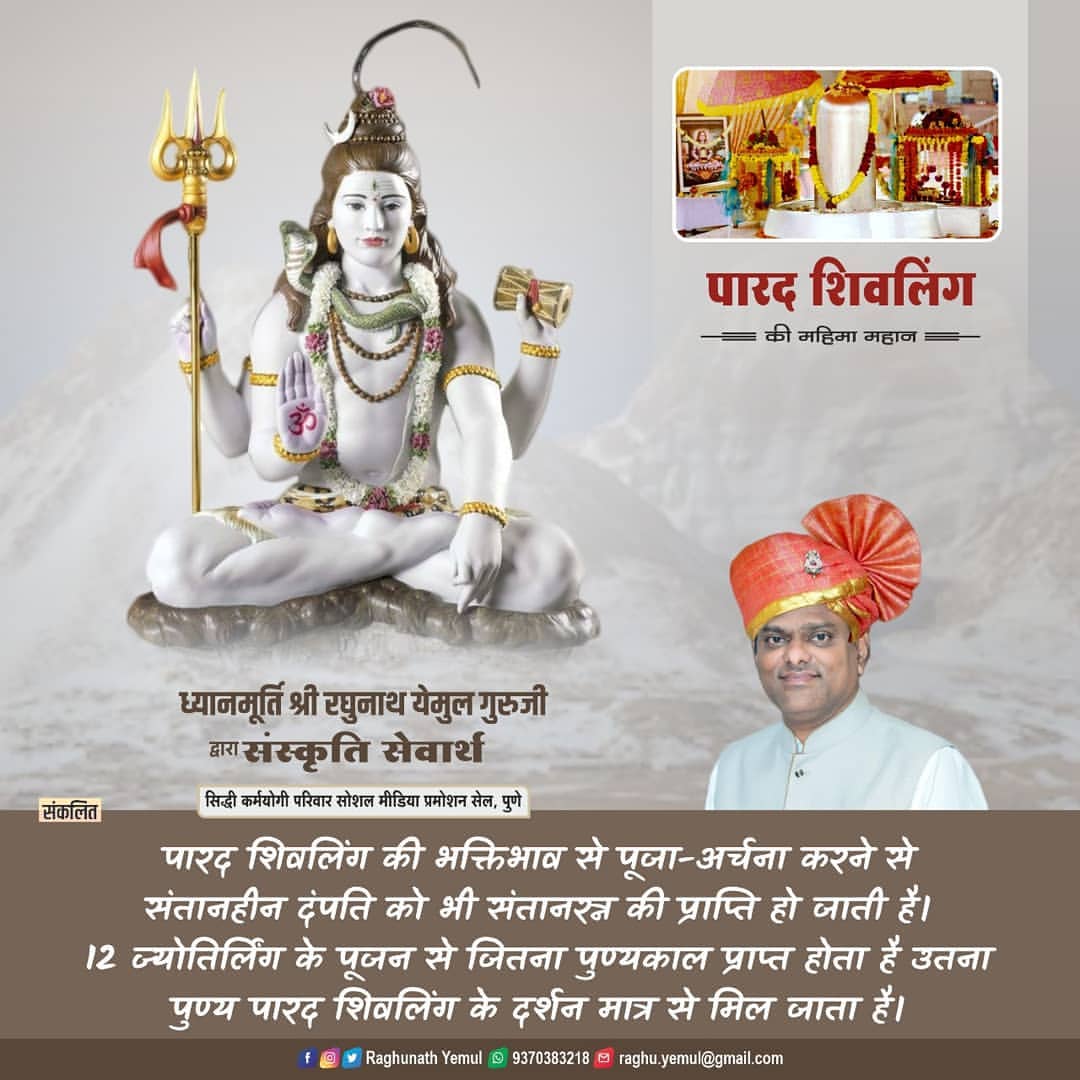 पारद शिवलिंग
की महिमा महान
ॐ
ध्यानमूर्ति श्री रघुनाथ येमुल गुरुजी
द्वारा संस्कृति सेवार्थ
सिद्धी कर्मयोगी परिवार सोशल मीडिया प्रमोशन सेल, पुणे
संकलित
पारद शिवलिंग की भक्तिभाव से पूजा-अर्चना करने से
संतानहीन दंपति को भी संतानरत्न की प्राप्ति हो जाती है।
12 ज्योतिर्लिंग के पूजन से जितना पुण्यकाल प्राप्त होता है उतना
पुण्य पारद शिवलिंग के दर्शन मात्र से मिल जाता है।
Raghunath Yemul 9370383218 raghu.yemul@gmail.com